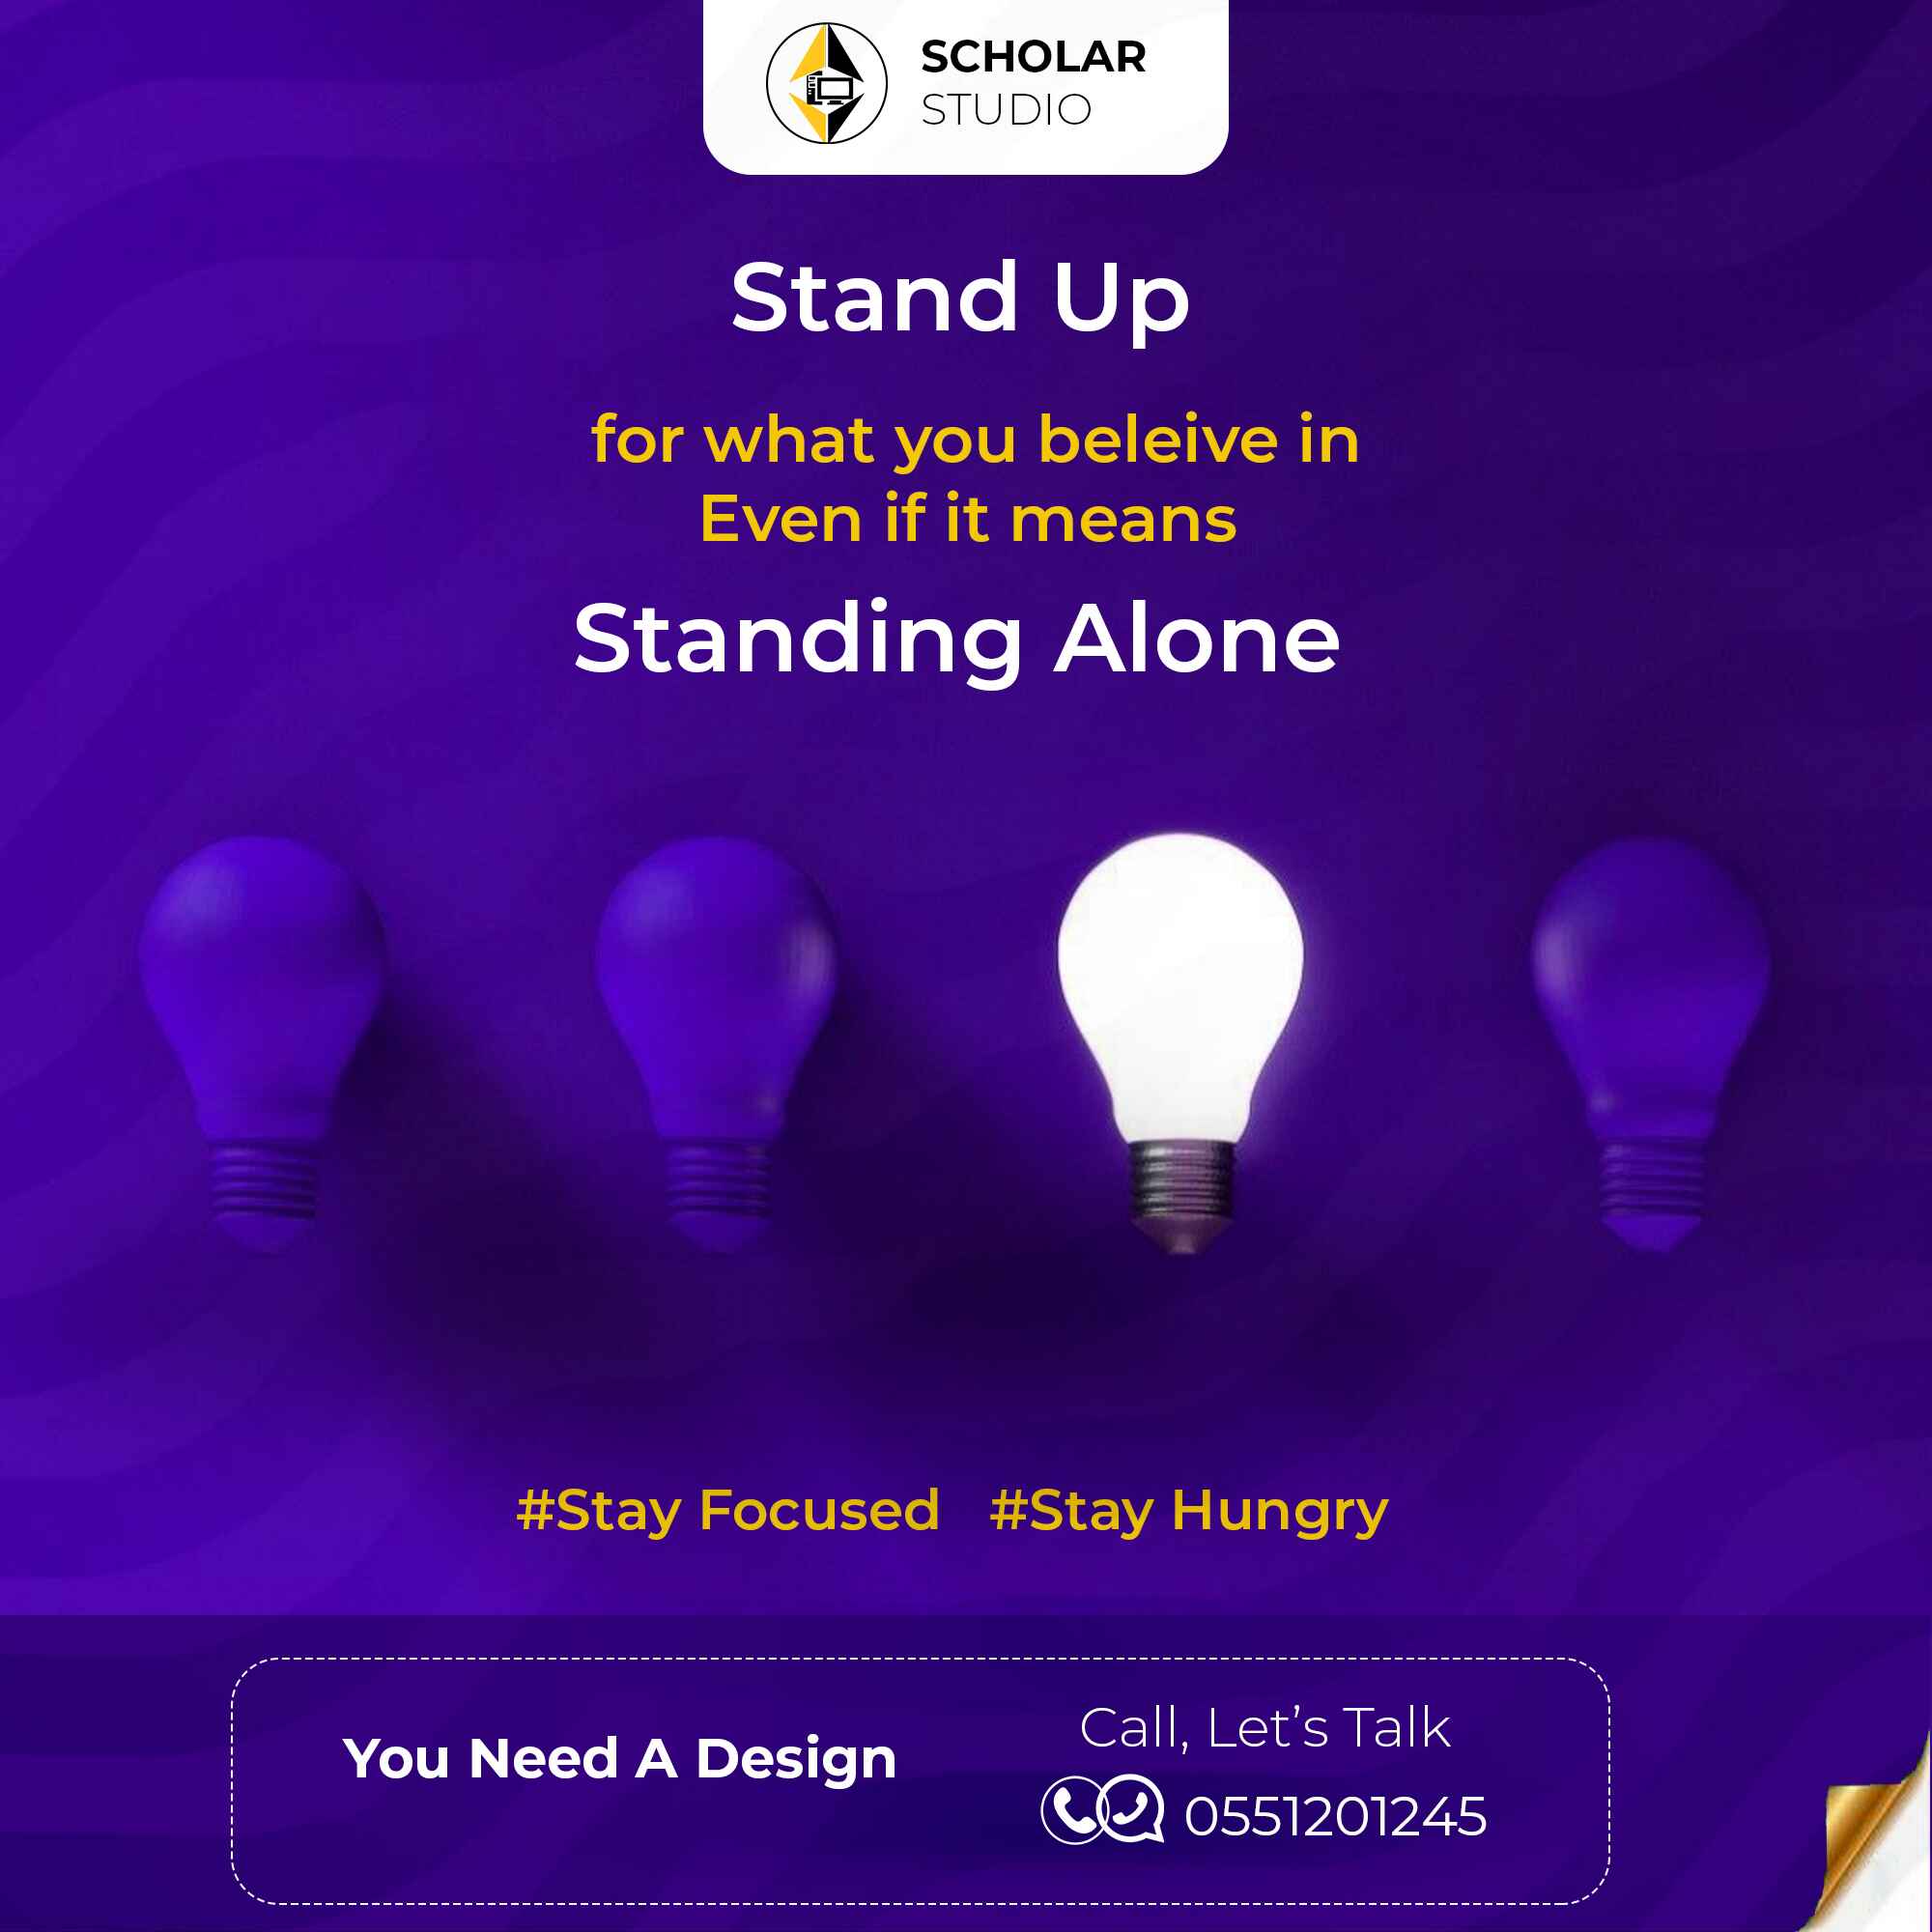 SCHOLAR
STUDIO
Stand Up
for what you beleive in
Even if it means
Standing Alone
#Stay Focused #Stay Hungry
You Need A Design
Call, Let’s Talk
0551201245